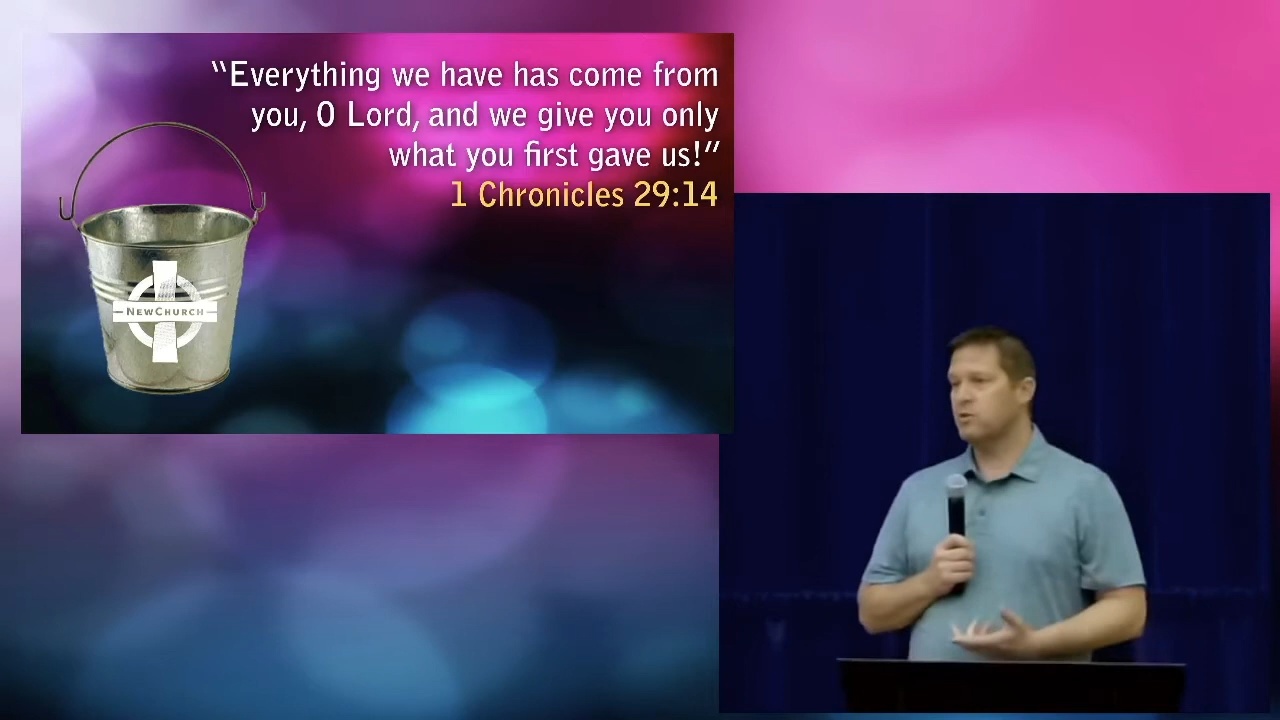 “Everything we have has come from
you, O Lord, and we give you only
what you first gave us!”
1 Chronicles 29:14
NEWCHURCH